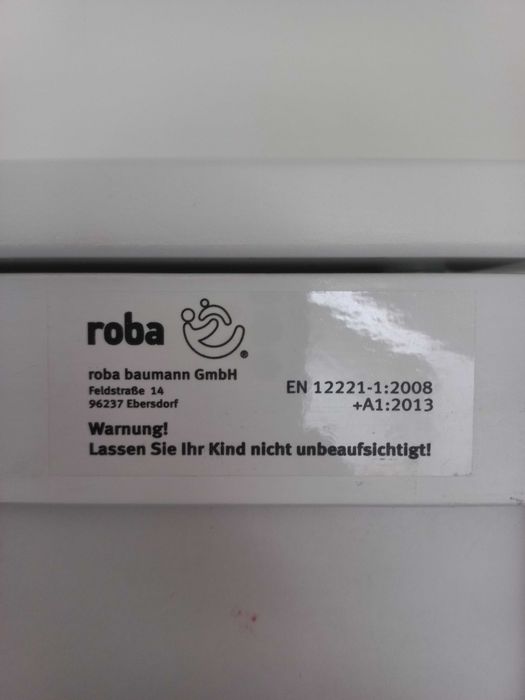 roba
roba baumann GmbH
Feldstraße 14
96237 Ebersdorf
EN 12221-1:2008
+A1:2013
Warnung!
Lassen Sie Ihr Kind nicht unbeaufsichtigt!